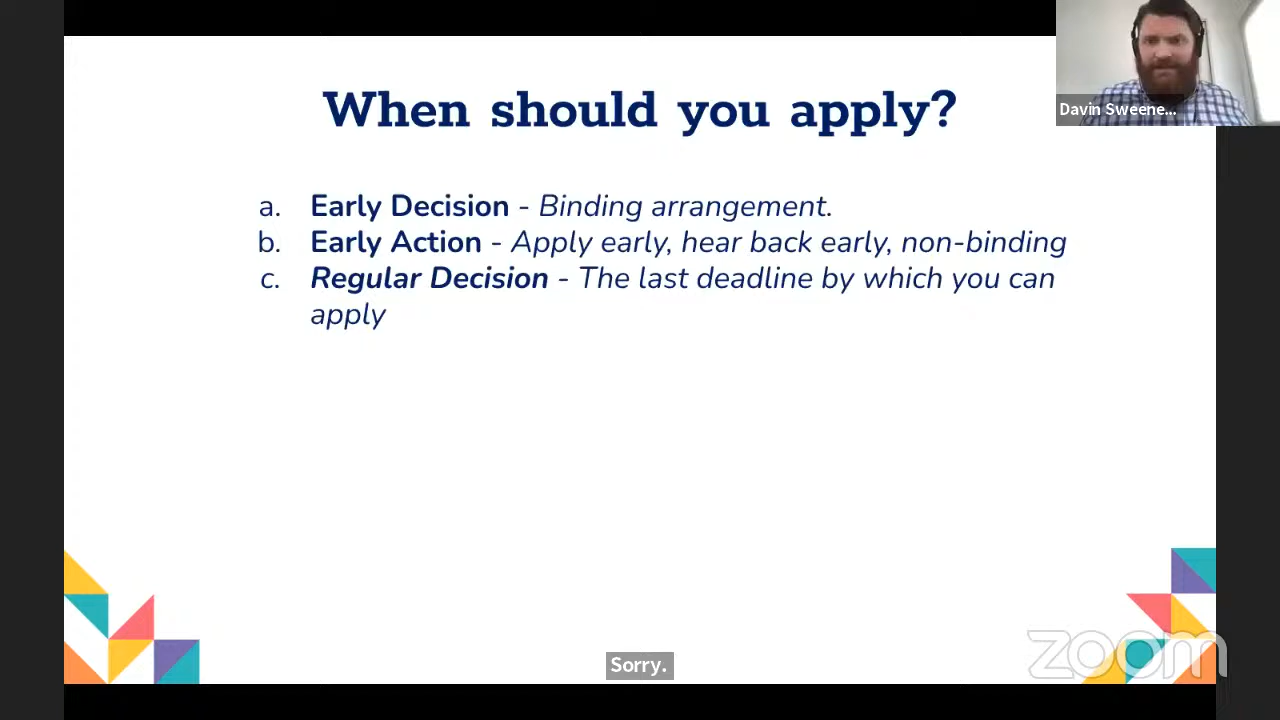 When should you apply?
Davin Sweene...
a. Early Decision - Binding arrangement.
b. Early Action - Apply early, hear back early, non-binding
c. Regular Decision - The last deadline by which you can
apply
Sorry.
zoom